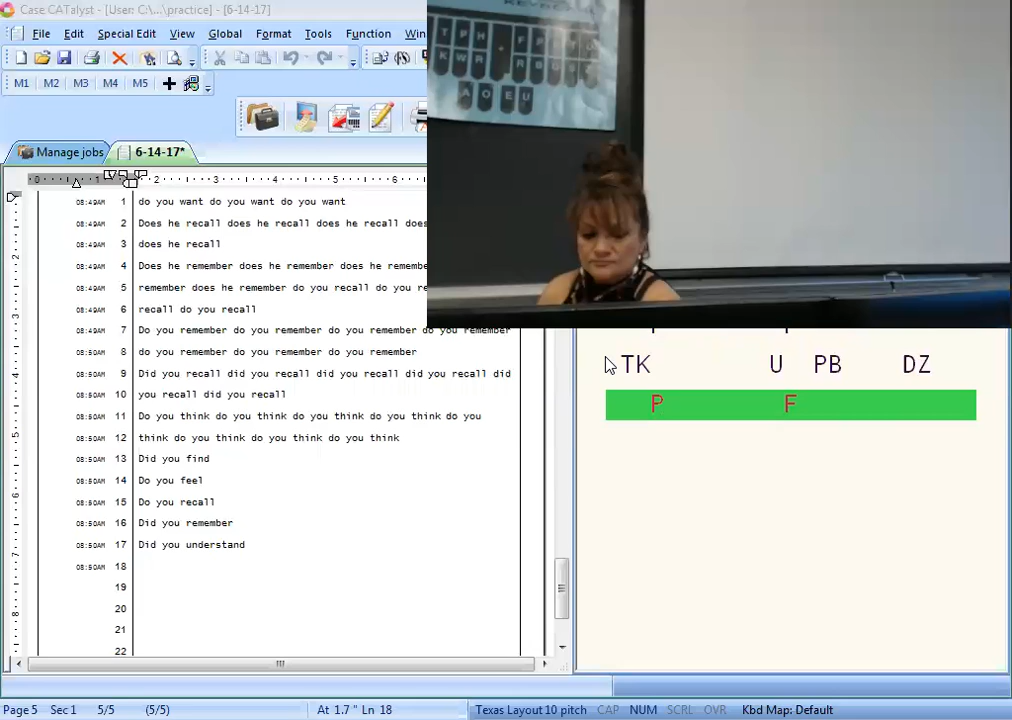 Case CATalyst - [User: C:\...\practice] - [6-14-17]
File Edit Special Edit View Global Format Tools Function Win
M1 M2 M3 M4 M5
Manage jobs 6-14-17*
0 1 2 3 4 5 6
08:49AM 1 do you want do you want do you want
08:49AM 2 Does he recall does he recall does he recall does
08:49AM 3 does he recall
08:49AM 4 Does he remember does he remember does he remembe
08:49AM 5 remember does he remember do you recall do you re
08:49AM 6 recall do you recall
08:49AM 7 Do you remember do you remember do you remember do you remember
08:49AM 8 do you remember do you remember do you remember
08:50AM 9 Did you recall did you recall did you recall did you recall did
08:50AM 10 you recall did you recall
08:50AM 11 Do you think do you think do you think do you think do you
08:50AM 12 think do you think do you think do you think
08:50AM 13 Did you find
08:50AM 14 Do you feel
08:50AM 15 Do you recall
08:50AM 16 Did you remember
08:50AM 17 Did you understand
08:50AM 18
19
20
21
22
T P H * F P L T
K W R R B
A O E U
TK U PB DZ
P F
Page 5 Sec 1 5/5 (5/5) At 1.7 " Ln 18 Texas Layout 10 pitch CAP NUM SCRL OVR Kbd Map: Default